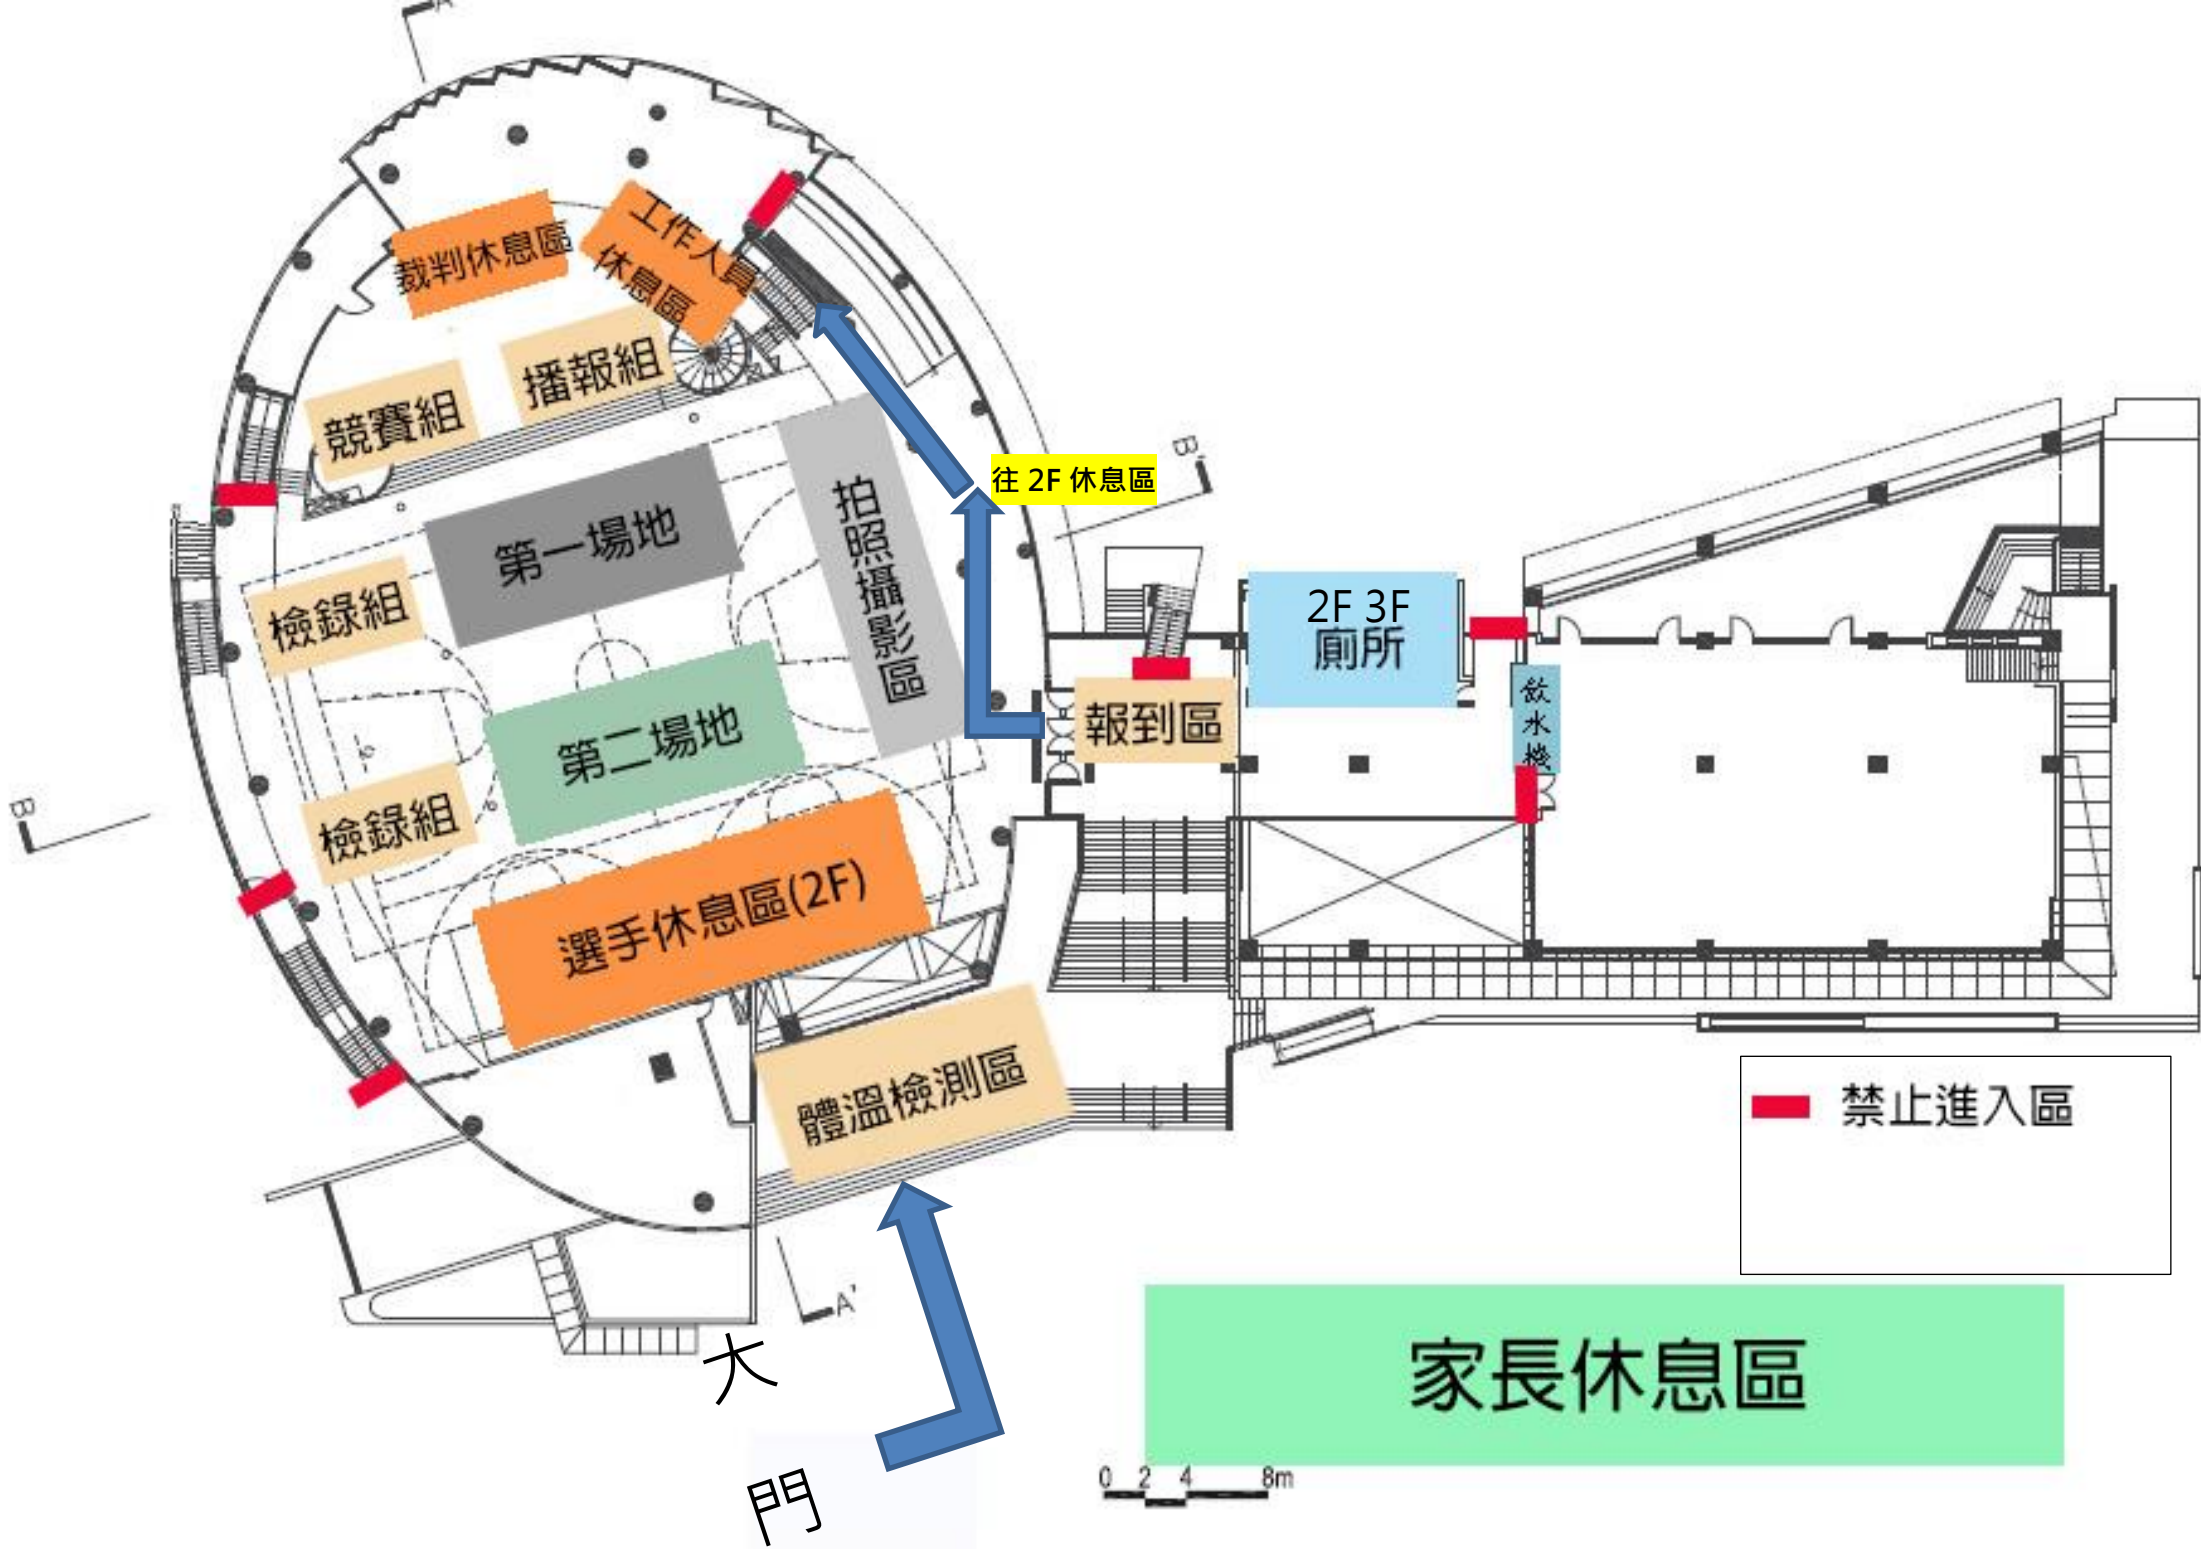 A
裁判休息區
工作人員
休息區
播報組
競賽組
B'
往 2F 休息區
第一場地
拍照攝影區
檢錄組
2F 3F
廁所
飲水機
報到區
第二場地
B
檢錄組
選手休息區(2F)
體溫檢測區
禁止進入區
A'
大門
家長休息區
0 2 4 8m